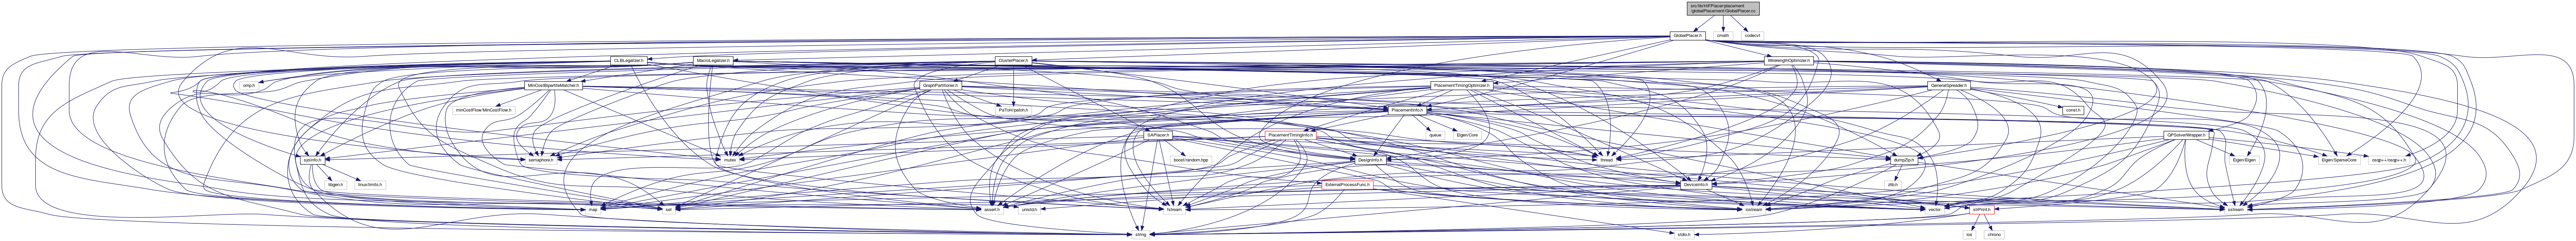 src/lib/HiFPlacer/placement
/globalPlacement/GlobalPlacer.cc
GlobalPlacer.h
cmath
codecvt
CLBLegalizer.h
MacroLegalizer.h
ClusterPlacer.h
WirelengthOptimizer.h
omp.h
MinCostBipartiteMatcher.h
GraphPartitioner.h
PlacementTimingOptimizer.h
GeneralSpreader.h
minCostFlow/MinCostFlow.h
PaToH/patoh.h
PlacementInfo.h
const.h
SAPlacer.h
PlacementTimingInfo.h
queue
Eigen/Core
QPSolverWrapper.h
sysInfo.h
semaphore.h
mutex
boost/random.hpp
DesignInfo.h
thread
dumpZip.h
Eigen/Eigen
Eigen/SparseCore
osqp++/osqp++.h
libgen.h
linux/limits.h
ExternalProcessFunc.h
DeviceInfo.h
zlib.h
map
set
assert.h
unistd.h
fstream
iostream
vector
strPrint.h
sstream
string
stdio.h
ios
chrono